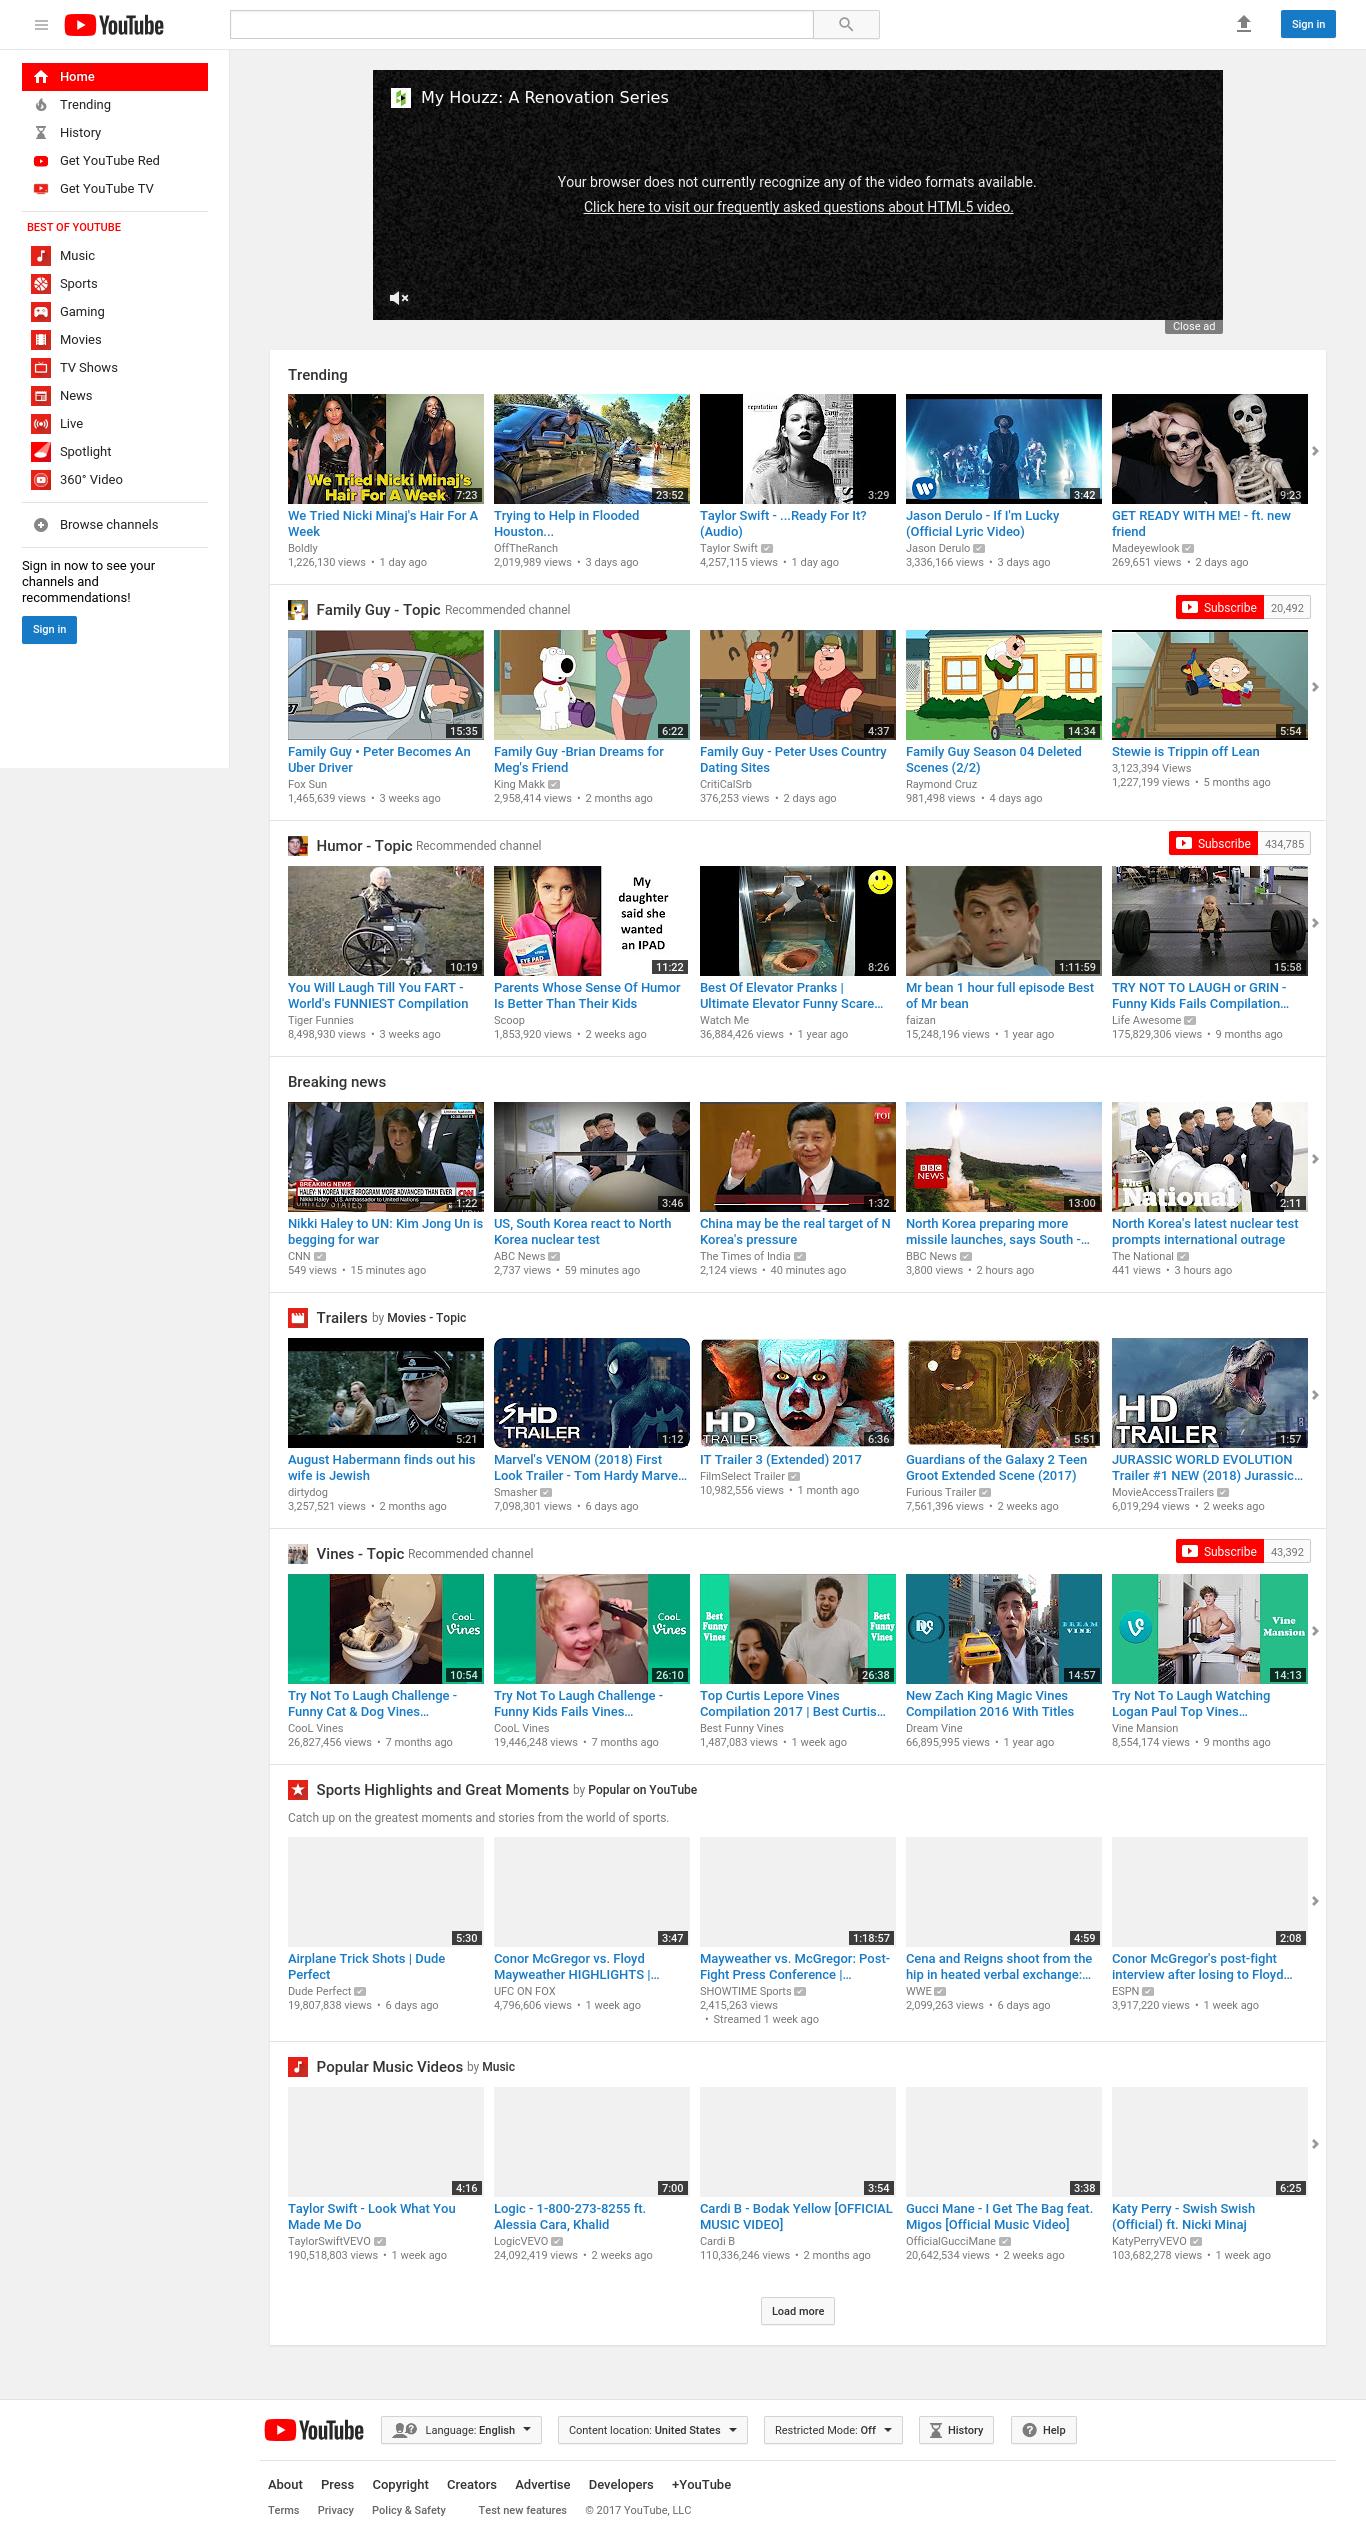 YouTube
Sign in
Home
Trending
History
Get YouTube Red
Get YouTube TV
BEST OF YOUTUBE
Music
Sports
Gaming
Movies
TV Shows
News
Live
Spotlight
360° Video
Browse channels
Sign in now to see your
channels and
recommendations!
Sign in
My Houzz: A Renovation Series
Your browser does not currently recognize any of the video formats available.
Click here to visit our frequently asked questions about HTML5 video.
Close ad
Trending
We Tried Nicki Minaj's
Hair For A Week
7:23
We Tried Nicki Minaj's Hair For A
Week
Boldly
1,226,130 views • 1 day ago
23:52
Trying to Help in Flooded
Houston...
OffTheRanch
2,019,989 views • 3 days ago
reputation
3:29
Taylor Swift - ...Ready For It?
(Audio)
Taylor Swift
4,257,115 views • 1 day ago
3:42
Jason Derulo - If I'm Lucky
(Official Lyric Video)
Jason Derulo
3,336,166 views • 3 days ago
9:23
GET READY WITH ME! - ft. new
friend
Madeyewlook
269,651 views • 2 days ago
Family Guy - Topic Recommended channel
Subscribe 20,492
15:35
Family Guy • Peter Becomes An
Uber Driver
Fox Sun
1,465,639 views • 3 weeks ago
6:22
Family Guy -Brian Dreams for
Meg's Friend
King Makk
2,958,414 views • 2 months ago
4:37
Family Guy - Peter Uses Country
Dating Sites
CritiCalSrb
376,253 views • 2 days ago
14:34
Family Guy Season 04 Deleted
Scenes (2/2)
Raymond Cruz
981,498 views • 4 days ago
5:54
Stewie is Trippin off Lean
3,123,394 Views
1,227,199 views • 5 months ago
Humor - Topic Recommended channel
Subscribe 434,785
10:19
You Will Laugh Till You FART -
World's FUNNIEST Compilation
Tiger Funnies
8,498,930 views • 3 weeks ago
My
daughter
said she
wanted
an IPAD
EYE PAD
11:22
Parents Whose Sense Of Humor
Is Better Than Their Kids
Scoop
1,853,920 views • 2 weeks ago
8:26
Best Of Elevator Pranks |
Ultimate Elevator Funny Scare...
Watch Me
36,884,426 views • 1 year ago
1:11:59
Mr bean 1 hour full episode Best
of Mr bean
faizan
15,248,196 views • 1 year ago
15:58
TRY NOT TO LAUGH or GRIN -
Funny Kids Fails Compilation...
Life Awesome
175,829,306 views • 9 months ago
Breaking news
BREAKING NEWS
HALEY: N KOREA NUKE PROGRAM MORE ADVANCED THAN EVER
Nikki Haley U.S. Ambassador to United Nations
CNN
UNITED STATES
1:22
Nikki Haley to UN: Kim Jong Un is
begging for war
CNN
549 views • 15 minutes ago
3:46
US, South Korea react to North
Korea nuclear test
ABC News
2,737 views • 59 minutes ago
TOI
1:32
China may be the real target of N
Korea's pressure
The Times of India
2,124 views • 40 minutes ago
BBC
NEWS
13:00
North Korea preparing more
missile launches, says South -...
BBC News
3,800 views • 2 hours ago
The
National
2:11
North Korea's latest nuclear test
prompts international outrage
The National
441 views • 3 hours ago
Trailers by Movies - Topic
5:21
August Habermann finds out his
wife is Jewish
dirtydog
3,257,521 views • 2 months ago
HD
TRAILER
1:12
Marvel's VENOM (2018) First
Look Trailer - Tom Hardy Marve...
Smasher
7,098,301 views • 6 days ago
HD
TRAILER
6:36
IT Trailer 3 (Extended) 2017
FilmSelect Trailer
10,982,556 views • 1 month ago
5:51
Guardians of the Galaxy 2 Teen
Groot Extended Scene (2017)
Furious Trailer
7,561,396 views • 2 weeks ago
HD
TRAILER
1:57
JURASSIC WORLD EVOLUTION
Trailer #1 NEW (2018) Jurassic...
MovieAccessTrailers
6,019,294 views • 2 weeks ago
Vines - Topic Recommended channel
Subscribe 43,392
CooL
Vines
10:54
Try Not To Laugh Challenge -
Funny Cat & Dog Vines...
CooL Vines
26,827,456 views • 7 months ago
CooL
Vines
26:10
Try Not To Laugh Challenge -
Funny Kids Fails Vines...
CooL Vines
19,446,248 views • 7 months ago
Best
Funny
Vines
Best
Funny
Vines
26:38
Top Curtis Lepore Vines
Compilation 2017 | Best Curtis...
Best Funny Vines
1,487,083 views • 1 week ago
DREAM
VINE
14:57
New Zach King Magic Vines
Compilation 2016 With Titles
Dream Vine
66,895,995 views • 1 year ago
Vine
Mansion
14:13
Try Not To Laugh Watching
Logan Paul Top Vines...
Vine Mansion
8,554,174 views • 9 months ago
Sports Highlights and Great Moments by Popular on YouTube
Catch up on the greatest moments and stories from the world of sports.
5:30
Airplane Trick Shots | Dude
Perfect
Dude Perfect
19,807,838 views • 6 days ago
3:47
Conor McGregor vs. Floyd
Mayweather HIGHLIGHTS |...
UFC ON FOX
4,796,606 views • 1 week ago
1:18:57
Mayweather vs. McGregor: Post-
Fight Press Conference |...
SHOWTIME Sports
2,415,263 views
• Streamed 1 week ago
4:59
Cena and Reigns shoot from the
hip in heated verbal exchange:...
WWE
2,099,263 views • 6 days ago
2:08
Conor McGregor's post-fight
interview after losing to Floyd...
ESPN
3,917,220 views • 1 week ago
Popular Music Videos by Music
4:16
Taylor Swift - Look What You
Made Me Do
TaylorSwiftVEVO
190,518,803 views • 1 week ago
7:00
Logic - 1-800-273-8255 ft.
Alessia Cara, Khalid
LogicVEVO
24,092,419 views • 2 weeks ago
3:54
Cardi B - Bodak Yellow [OFFICIAL
MUSIC VIDEO]
Cardi B
110,336,246 views • 2 months ago
3:38
Gucci Mane - I Get The Bag feat.
Migos [Official Music Video]
OfficialGucciMane
20,642,534 views • 2 weeks ago
6:25
Katy Perry - Swish Swish
(Official) ft. Nicki Minaj
KatyPerryVEVO
103,682,278 views • 1 week ago
Load more
YouTube
Language: English
Content location: United States
Restricted Mode: Off
History
Help
About Press Copyright Creators Advertise Developers +YouTube
Terms Privacy Policy & Safety Test new features © 2017 YouTube, LLC